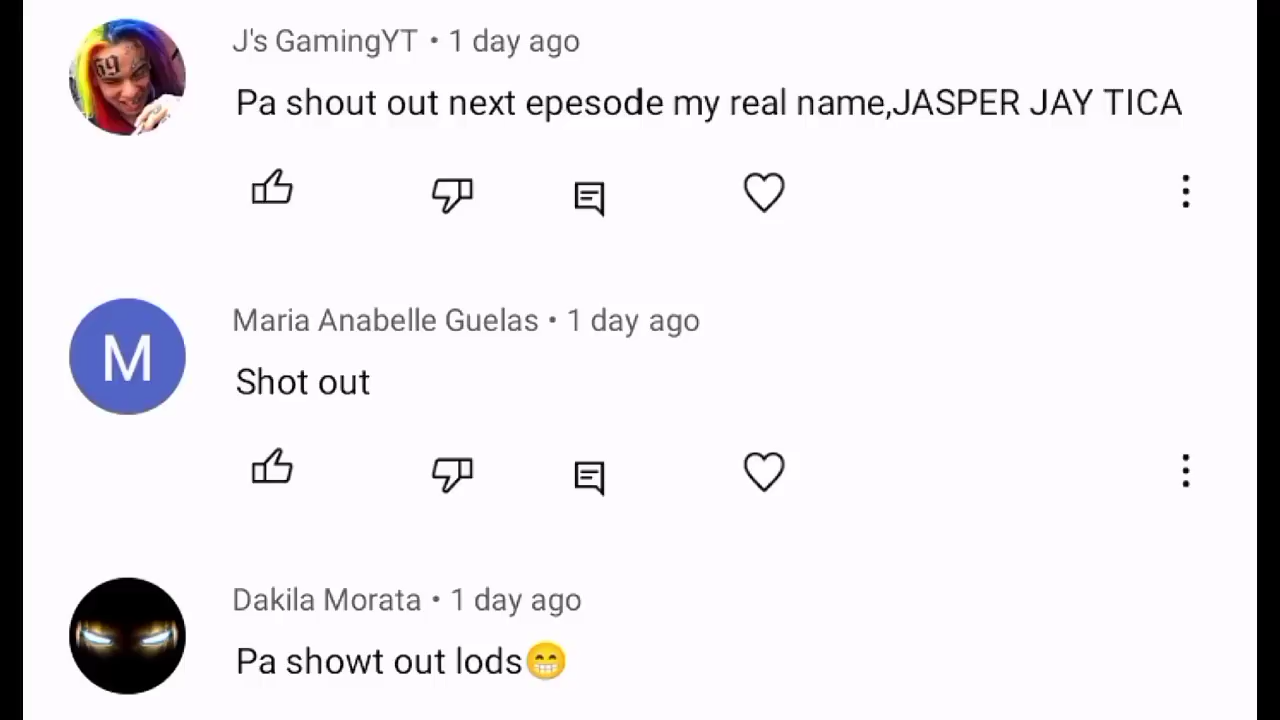 J's GamingYT • 1 day ago
Pa shout out next epesode my real name,JASPER JAY TICA
M
Maria Anabelle Guelas • 1 day ago
Shot out
Dakila Morata • 1 day ago
Pa showt out lods😁